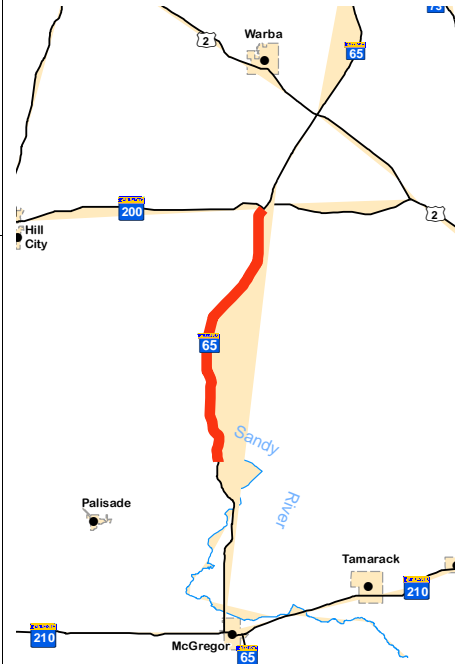 73
Warba
2
65
200
2
Hill
City
65
Sandy
River
Palisade
Tamarack
210
210
McGregor
65